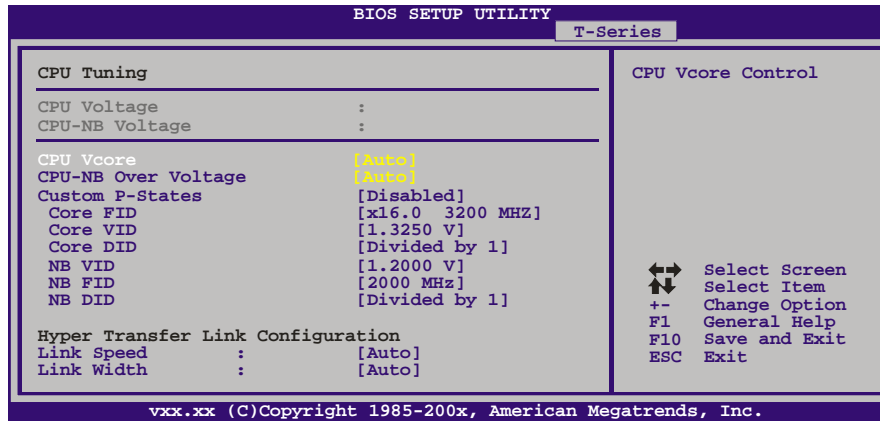 BIOS SETUP UTILITY
T-Series
CPU Tuning
CPU Voltage :
CPU-NB Voltage :
CPU Vcore [Auto]
CPU-NB Over Voltage [Auto]
Custom P-States [Disabled]
Core FID [x16.0 3200 MHZ]
Core VID [1.3250 V]
Core DID [Divided by 1]
NB VID [1.2000 V]
NB FID [2000 MHz]
NB DID [Divided by 1]
Hyper Transfer Link Configuration
Link Speed : [Auto]
Link Width : [Auto]
CPU Vcore Control
Select Screen
Select Item
+- Change Option
F1 General Help
F10 Save and Exit
ESC Exit
vxx.xx (C)Copyright 1985-200x, American Megatrends, Inc.